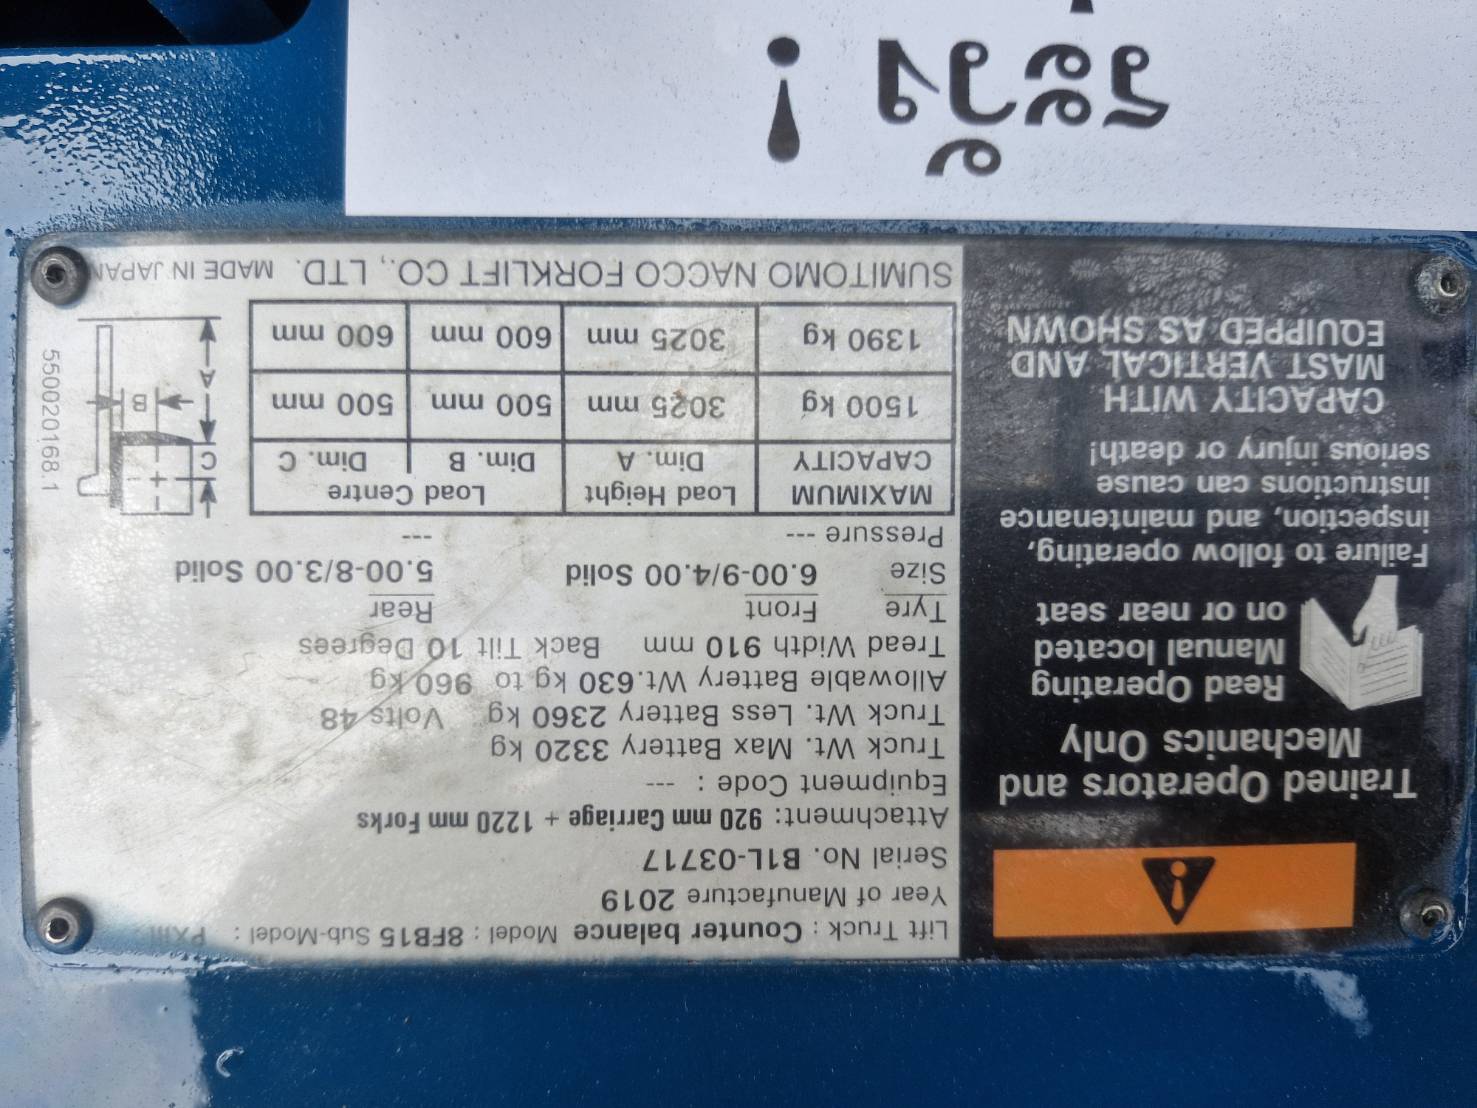 Lift Truck : Counter balance Model : 8FB15 Sub-Model : PXIII
Year of Manufacture 2019
Serial No. B1L-03717
Attachment: 920 mm Carriage + 1220 mm Forks
Equipment Code : ---
Truck Wt. Max Battery 3320 kg
Truck Wt. Less Battery 2360 kg Volts 48
Allowable Battery Wt. 630 kg to 960 kg
Tread Width 910 mm Back Tilt 10 Degrees
Tyre Front Rear
Size 6.00-9/4.00 Solid 5.00-8/3.00 Solid
Pressure --- ---
MAXIMUM CAPACITY Load Height Dim. A Load Centre Dim. B Dim. C
1500 kg 3025 mm 500 mm 500 mm
1390 kg 3025 mm 600 mm 600 mm
SUMITOMO NACCO FORKLIFT CO., LTD. MADE IN JAPAN
C
B
A
550020168.1
Trained Operators and
Mechanics Only
Read Operating
Manual located
on or near seat
Failure to follow operating,
inspection, and maintenance
instructions can cause
serious injury or death!
CAPACITY WITH
MAST VERTICAL AND
EQUIPPED AS SHOWN
ระวัง !